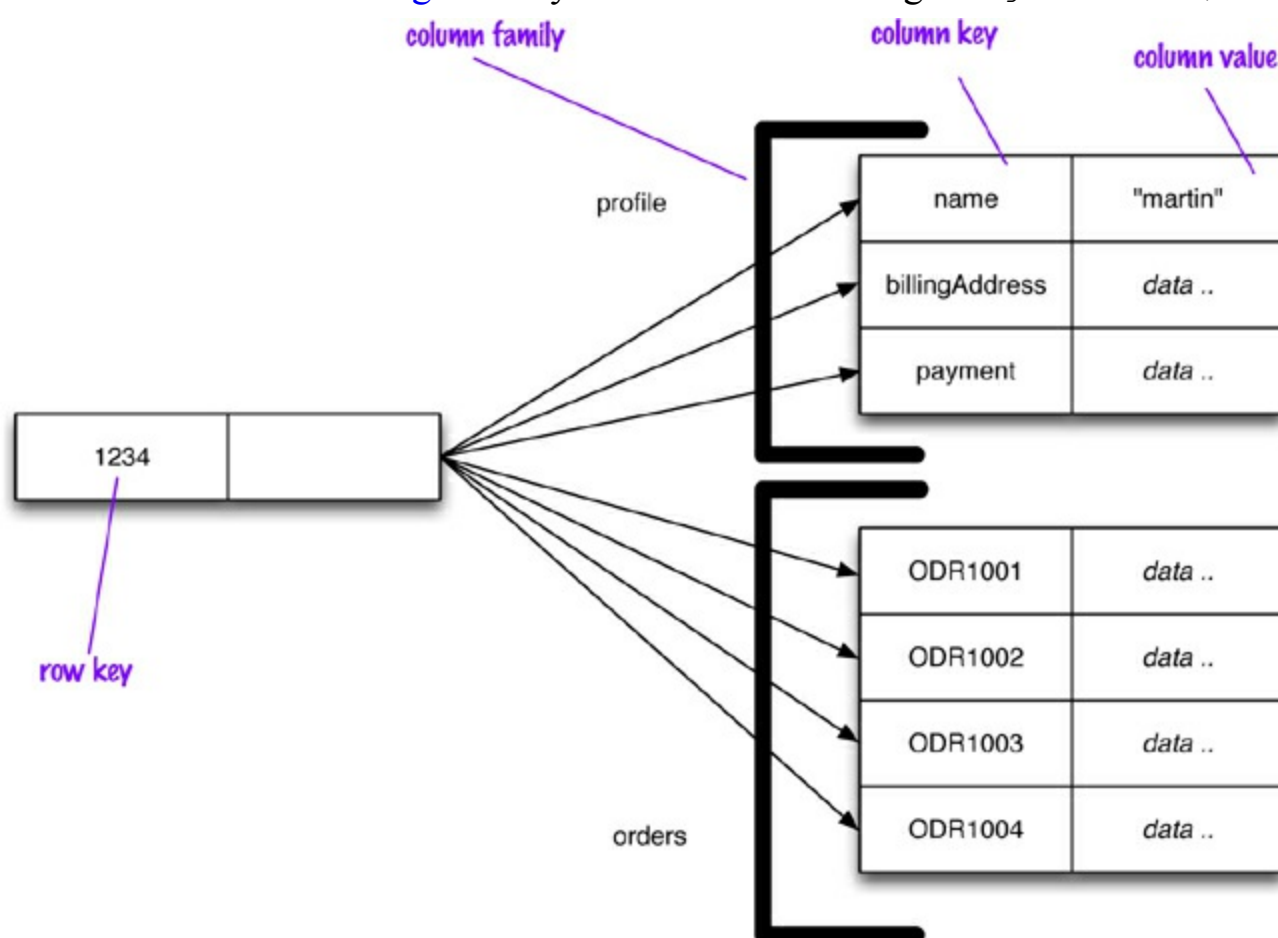 column family
column key
column value
profile
name
"martin"
billingAddress
data ..
payment
data ..
1234
row key
ODR1001
data ..
ODR1002
data ..
ODR1003
data ..
ODR1004
data ..
orders